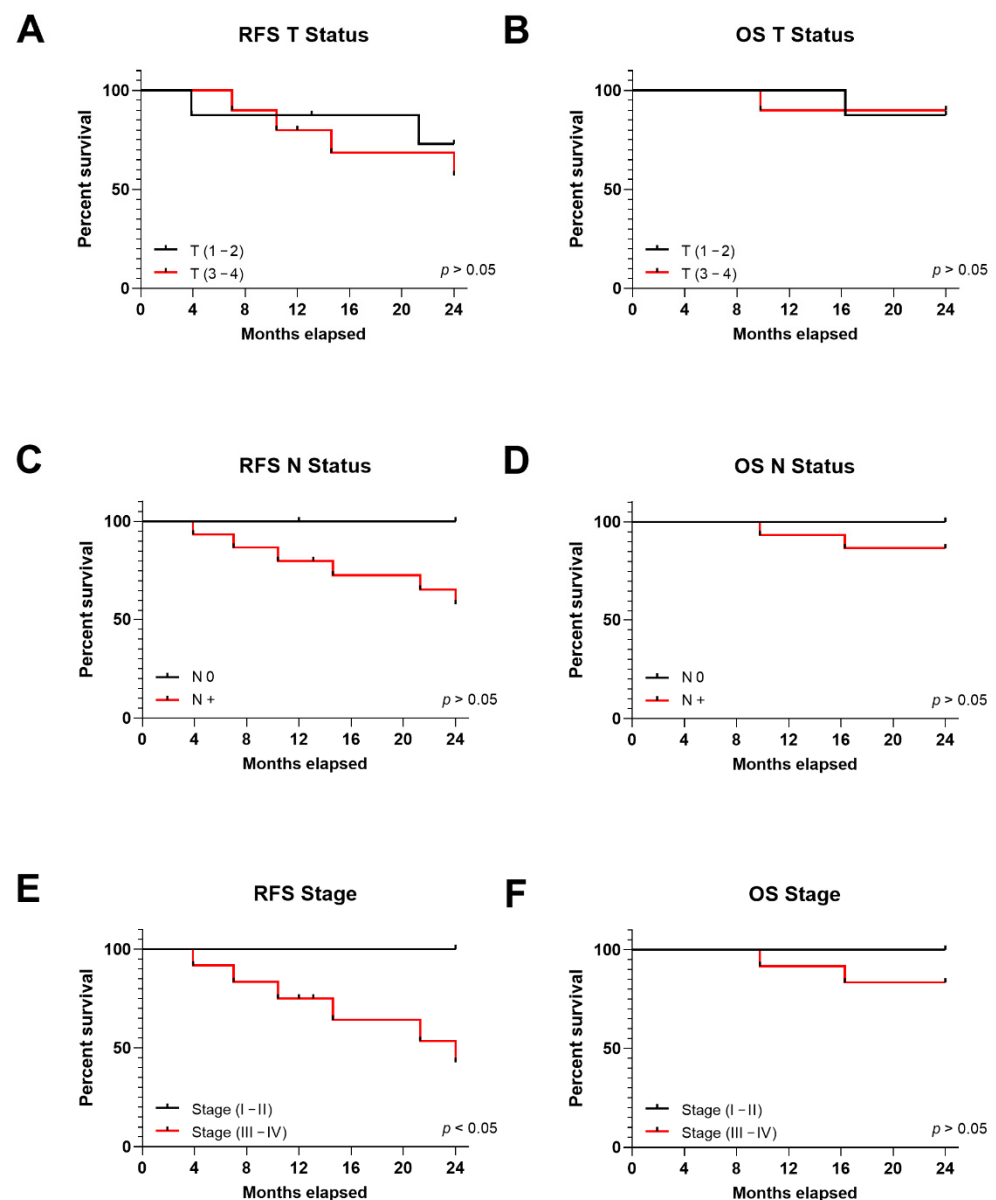 A
RFS T Status
Percent survival
100
50
0
T (1 – 2)
T (3 – 4)
p > 0.05
0 4 8 12 16 20 24
Months elapsed
B
OS T Status
Percent survival
100
50
0
T (1 – 2)
T (3 – 4)
p > 0.05
0 4 8 12 16 20 24
Months elapsed
C
RFS N Status
Percent survival
100
50
0
N 0
N +
p > 0.05
0 4 8 12 16 20 24
Months elapsed
D
OS N Status
Percent survival
100
50
0
N 0
N +
p > 0.05
0 4 8 12 16 20 24
Months elapsed
E
RFS Stage
Percent survival
100
50
0
Stage (I – II)
Stage (III – IV)
p < 0.05
0 4 8 12 16 20 24
Months elapsed
F
OS Stage
Percent survival
100
50
0
Stage (I – II)
Stage (III – IV)
p > 0.05
0 4 8 12 16 20 24
Months elapsed